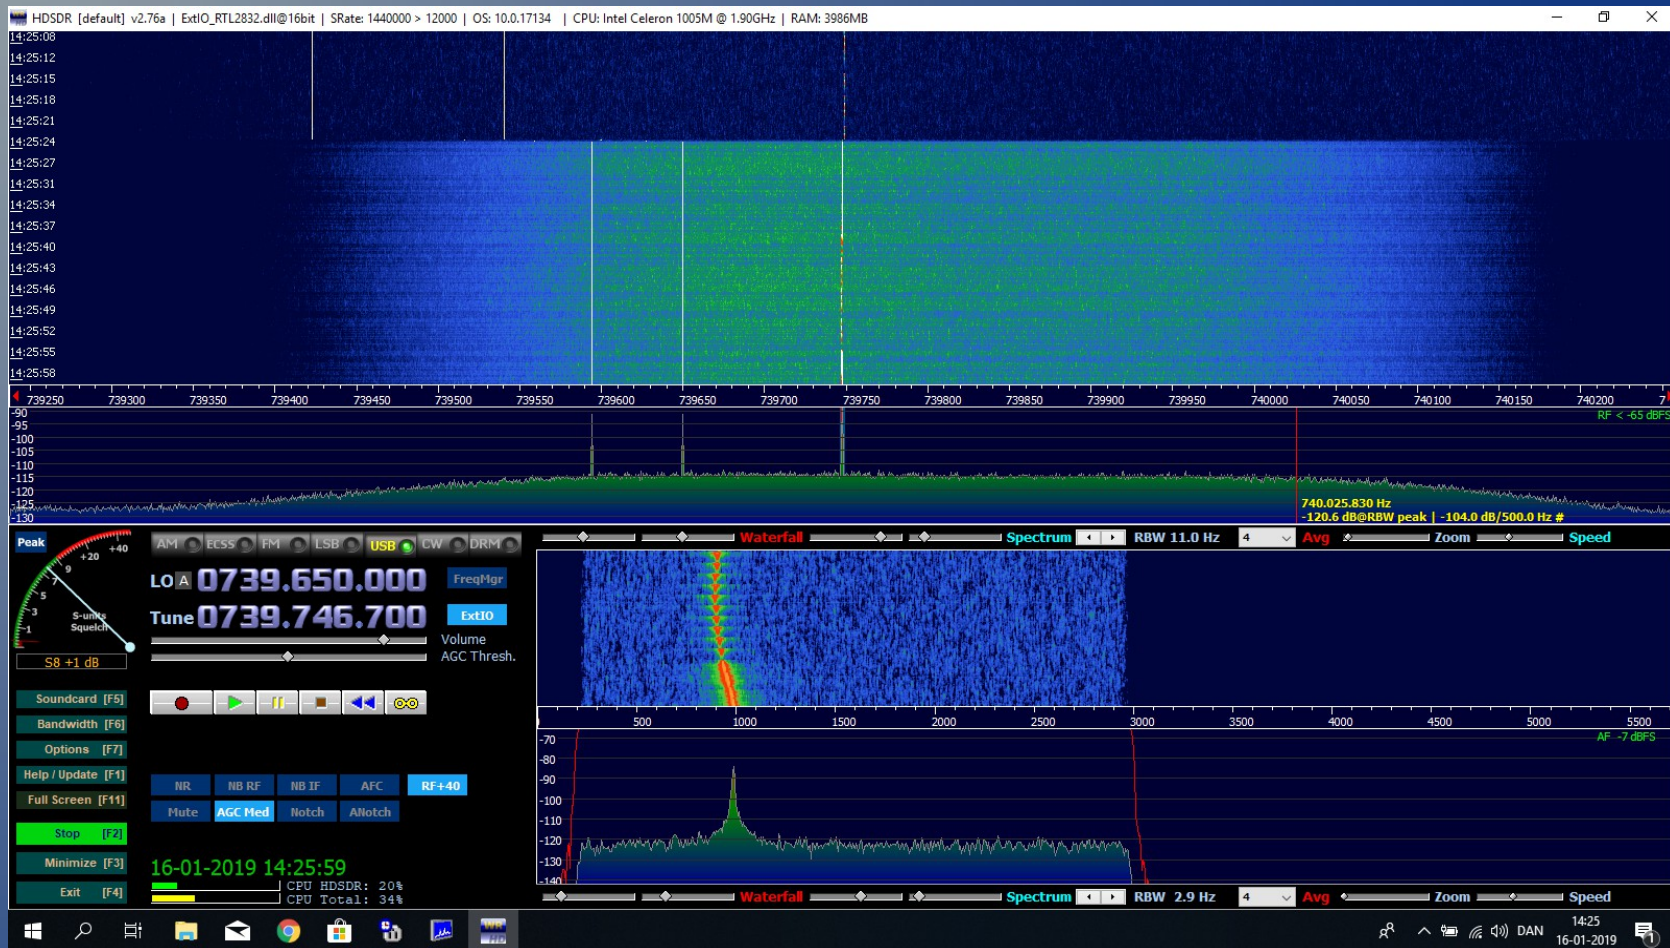 HDSDR [default] v2.76a | ExtIO_RTL2832.dll@16bit | SRate: 1440000 > 12000 | OS: 10.0.17134 | CPU: Intel Celeron 1005M @ 1.90GHz | RAM: 3986MB
14:25:08
14:25:12
14:25:15
14:25:18
14:25:21
14:25:24
14:25:27
14:25:31
14:25:34
14:25:37
14:25:40
14:25:43
14:25:46
14:25:49
14:25:52
14:25:55
14:25:58
739250 739300 739350 739400 739450 739500 739550 739600 739650 739700 739750 739800 739850 739900 739950 740000 740050 740100 740150 740200 7
-90 RF < -65 dBFS
-95
-100
-105
-110
-115
-120
-125
-130
740.025.830 Hz
-120.6 dB@RBW peak | -104.0 dB/500.0 Hz #
Waterfall Spectrum RBW 11.0 Hz 4 Avg Zoom Speed
Peak
1 3 5 7 9 +20 +40
S-units
Squelch
S8 +1 dB
AM ECSS FM LSB USB CW DRM
LO A 0739.650.000 FreqMgr
Tune 0739.746.700 ExtIO
Volume
AGC Thresh.
Soundcard [F5]
Bandwidth [F6]
Options [F7]
Help / Update [F1]
Full Screen [F11]
Stop [F2]
Minimize [F3]
Exit [F4]
NR NB RF NB IF AFC RF+40
Mute AGC Med Notch ANotch
16-01-2019 14:25:59
CPU HDSDR: 20%
CPU Total: 34%
500 1000 1500 2000 2500 3000 3500 4000 4500 5000 5500
-70 AF -7 dBFS
-80
-90
-100
-110
-120
-130
-140
Waterfall Spectrum RBW 2.9 Hz 4 Avg Zoom Speed
DAN
14:25
16-01-2019
1